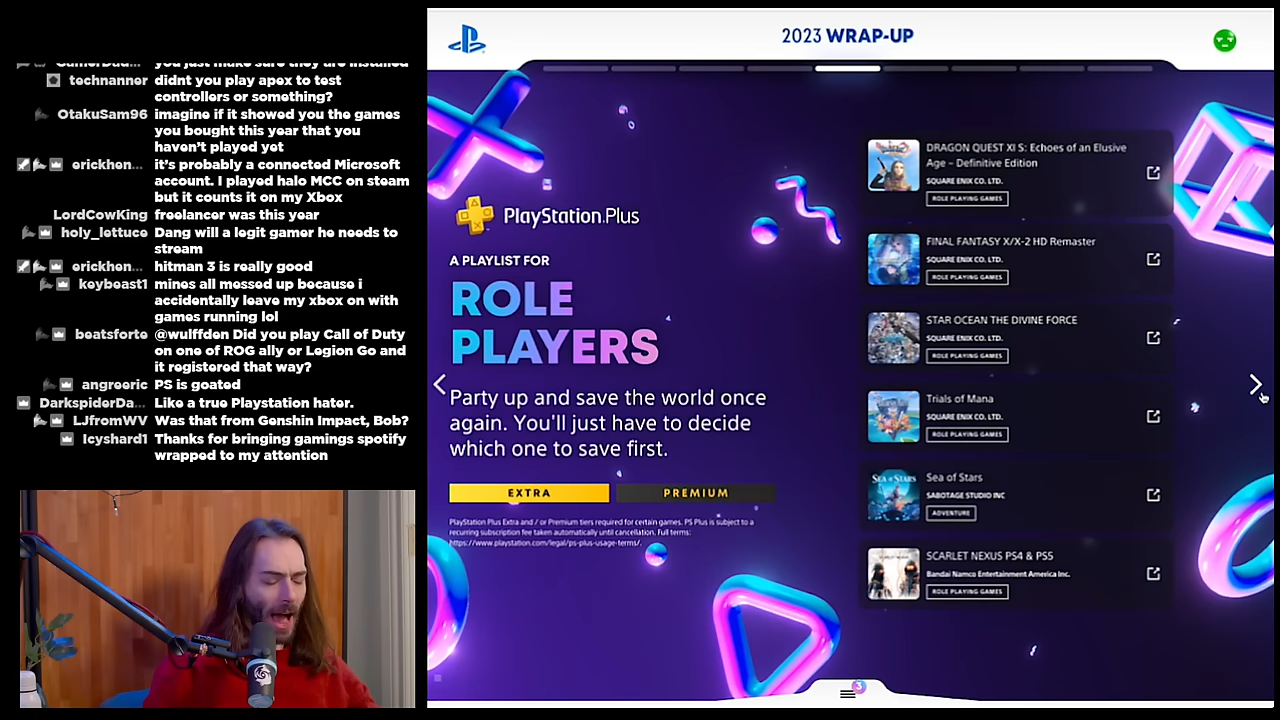 you just make sure they are installed
technanner didnt you play apex to test
controllers or something?
OtakuSam96 imagine if it showed you the games
you bought this year that you
haven't played yet
erickhen... it's probably a connected Microsoft
account. I played halo MCC on steam
but it counts it on my Xbox
LordCowKing freelancer was this year
holy_lettuce Dang will a legit gamer he needs to
stream
erickhen... hitman 3 is really good
keybeast1 mines all inflated because i
accidentally leave my xbox on with
games running lol
beatsforte @wulffden Did you play Call of Duty
on one of ROG ally or Legion Go and
it registered that way?
angreeric PS is goated
DarkspiderDa... Like a true Playstation hater.
LJfromWV Was that from Genshin Impact, Bob?
Icyshard1 Thanks for bringing steamings spotify
wrapped to my attention
2023 WRAP-UP
PlayStation.Plus
A PLAYLIST FOR
ROLE
PLAYERS
Party up and save the world once
again. You'll just have to decide
which one to save first.
EXTRA
PREMIUM
PlayStation Plus Extra and / or Premium tiers required for certain games. PS Plus is subject to a
recurring subscription fee taken automatically until cancellation. Full terms:
https://www.playstation.com/legal/ps-plus-usage-terms/.
DRAGON QUEST XI S: Echoes of an Elusive
Age – Definitive Edition
SQUARE ENIX CO. LTD.
ROLE PLAYING GAMES
FINAL FANTASY X/X-2 HD Remaster
SQUARE ENIX CO. LTD.
ROLE PLAYING GAMES
STAR OCEAN THE DIVINE FORCE
SQUARE ENIX CO. LTD.
ROLE PLAYING GAMES
Trials of Mana
SQUARE ENIX CO. LTD.
ROLE PLAYING GAMES
SEA of STARS
Sea of Stars
SABOTAGE STUDIO INC
ADVENTURE
SCARLET NEXUS PS4 & PS5
Bandai Namco Entertainment America Inc.
ROLE PLAYING GAMES
3